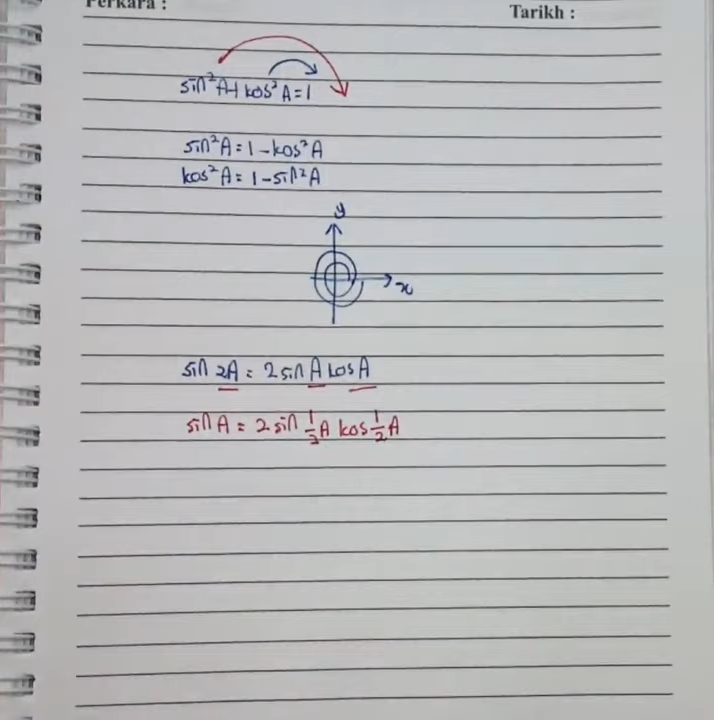 Perkara :
Tarikh :
sin²A + kos²A = 1
sin²A = 1 - kos²A
kos²A = 1 - sin²A
y
x
sin 2A = 2 sin A kos A
sin A = 2 sin ½A kos ½A